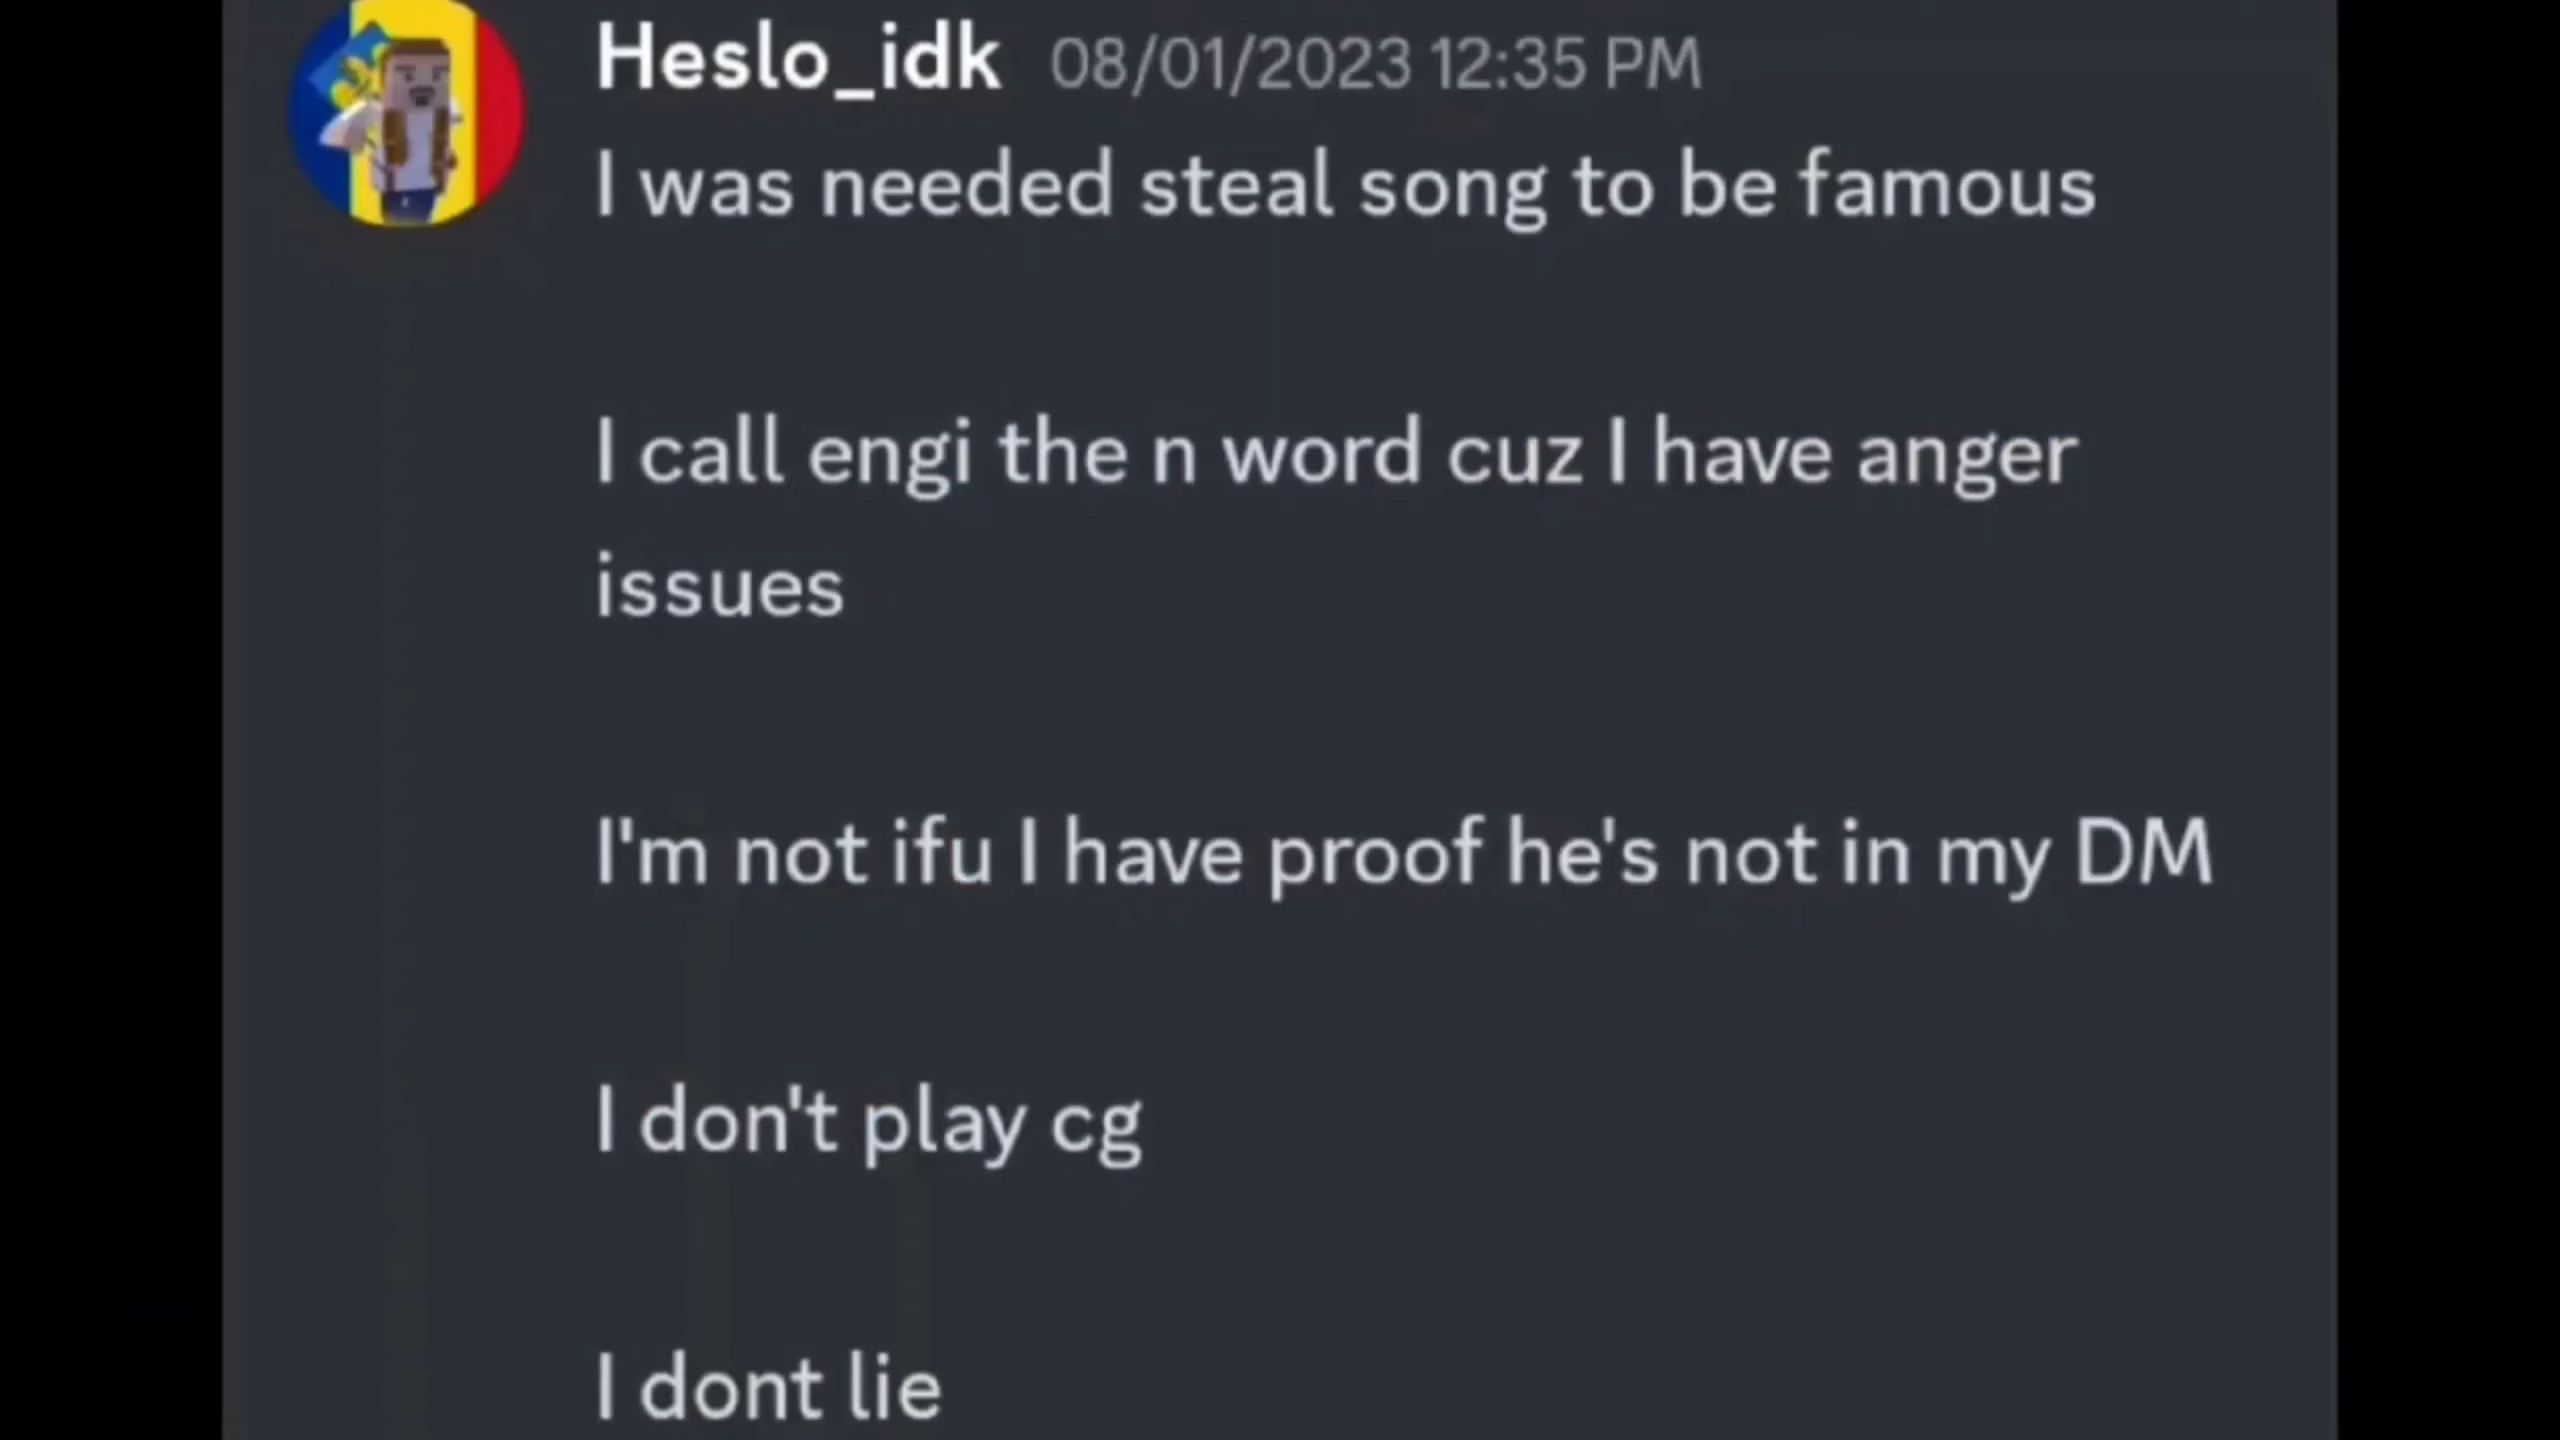 Heslo_idk 08/01/2023 12:35 PM
I was needed steal song to be famous
I call engi the n word cuz I have anger
issues
I'm not ifu I have proof he's not in my DM
I don't play cg
I dont lie